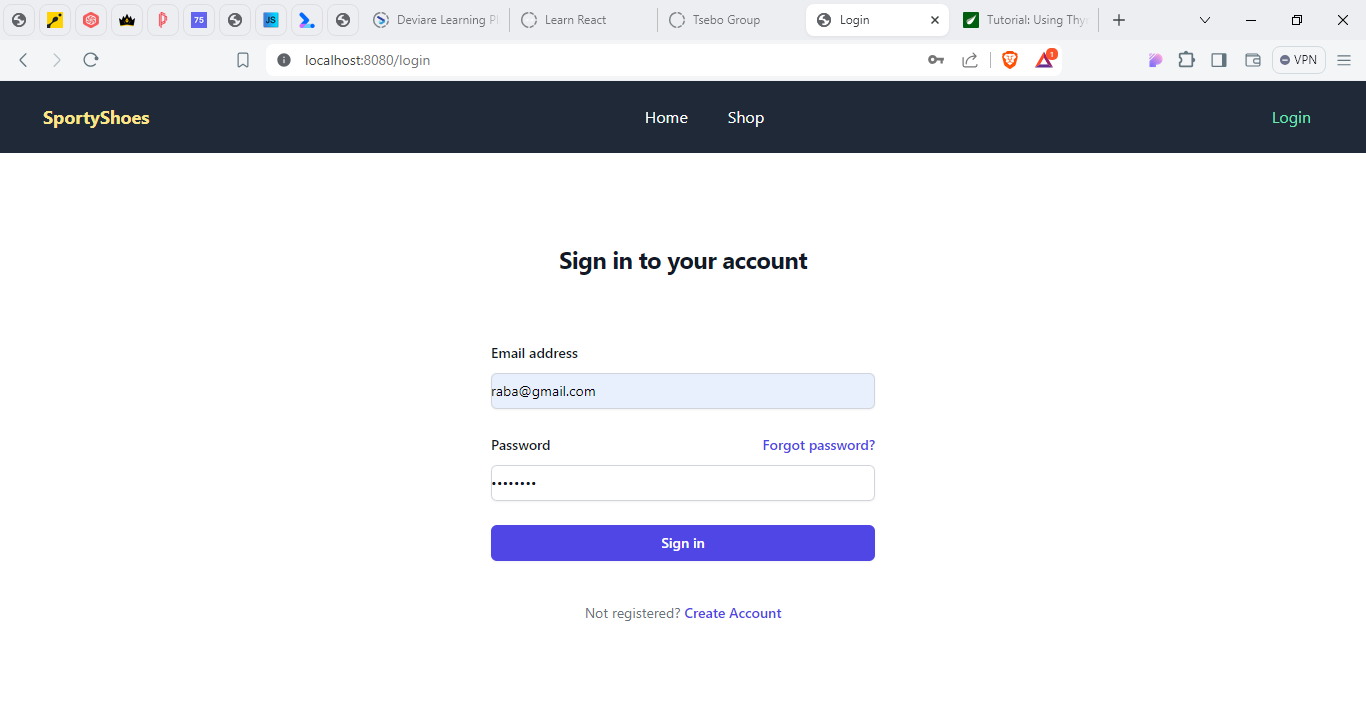 75 JS Deviare Learning Pl Learn React Tsebo Group Login Tutorial: Using Thy
localhost:8080/login 1 VPN
SportyShoes Home Shop Login
Sign in to your account
Email address
raba@gmail.com
Password Forgot password?
••••••••
Sign in
Not registered? Create Account